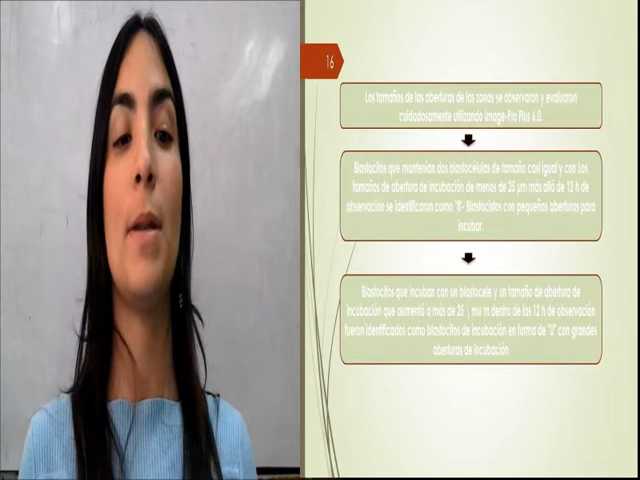 16
Los tamaños de las aberturas de las zonas se observaron y evaluaron
cuidadosamente utilizando Image-Pro Plus 6.0.
Blastocitos que mantenían dos blastocélulas de tamaño casi igual y con Los
tamaños de abertura de incubación de menos de 25 μm más allá de 12 h de
observación se identificaron como "8- Blastocistos con pequeñas aberturas para
incubar.
Blastocitos que incuban con un blastocele y un tamaño de abertura de
incubación que aumentó a más de 25 mu m dentro de las 12 h de observación
fueron identificados como blastocitos de incubación en forma de "U" con grandes
aberturas de incubación